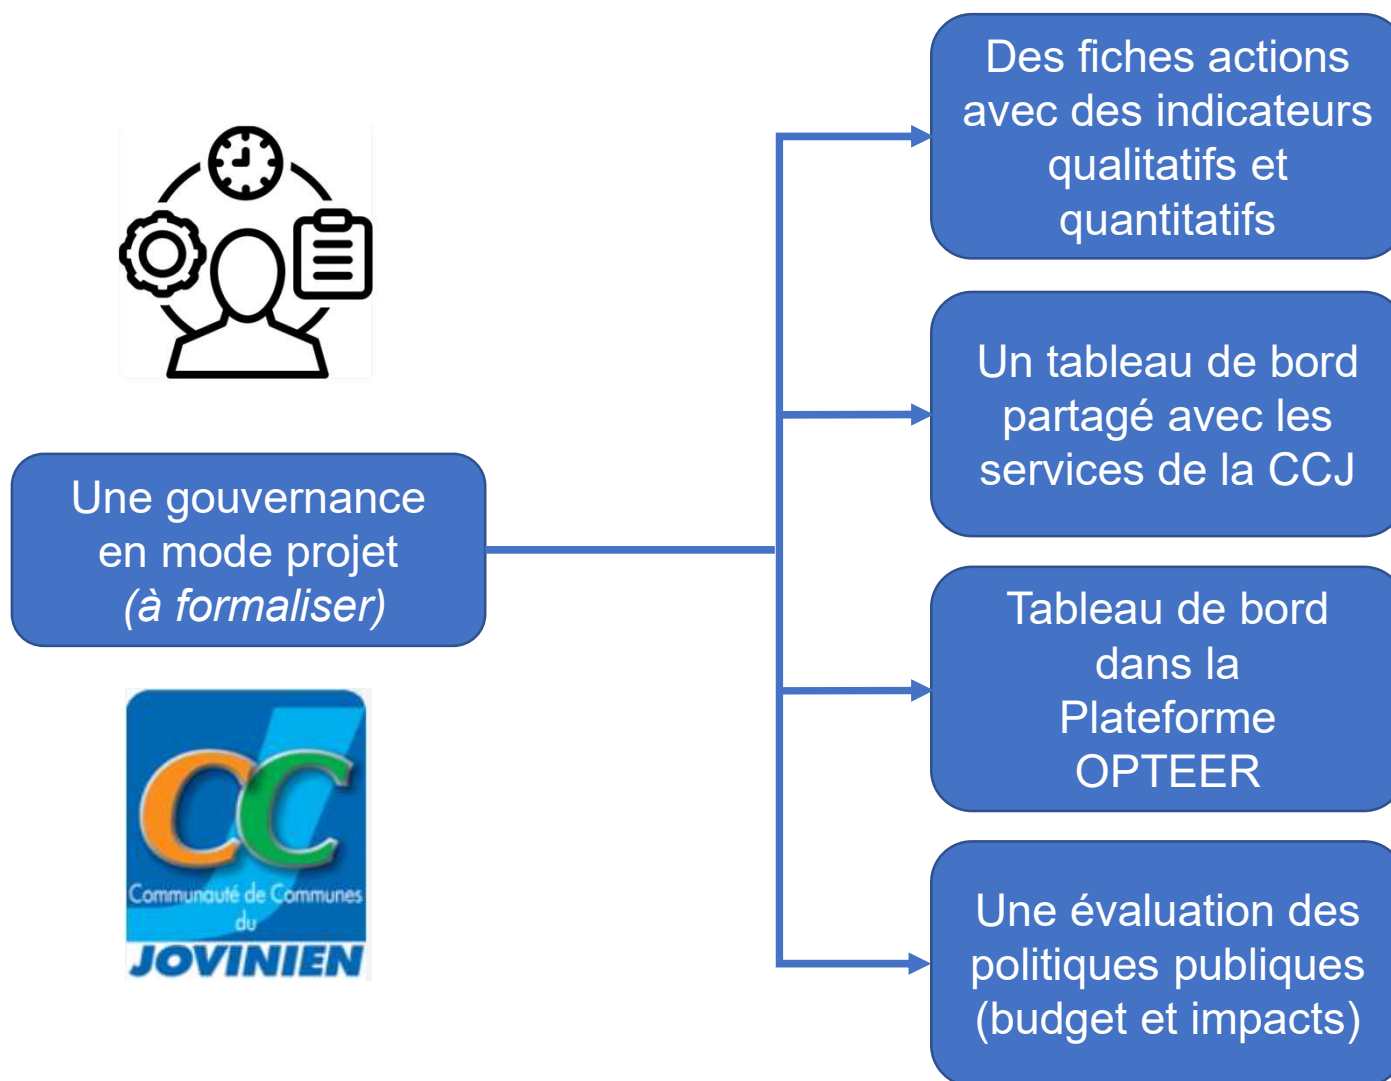 Des fiches actions
avec des indicateurs
qualitatifs et
quantitatifs
Un tableau de bord
partagé avec les
services de la CCJ
Une gouvernance
en mode projet
(à formaliser)
Tableau de bord
dans la
Plateforme
OPTEER
CC
Communauté de Communes
du
JOVINIEN
Une évaluation des
politiques publiques
(budget et impacts)